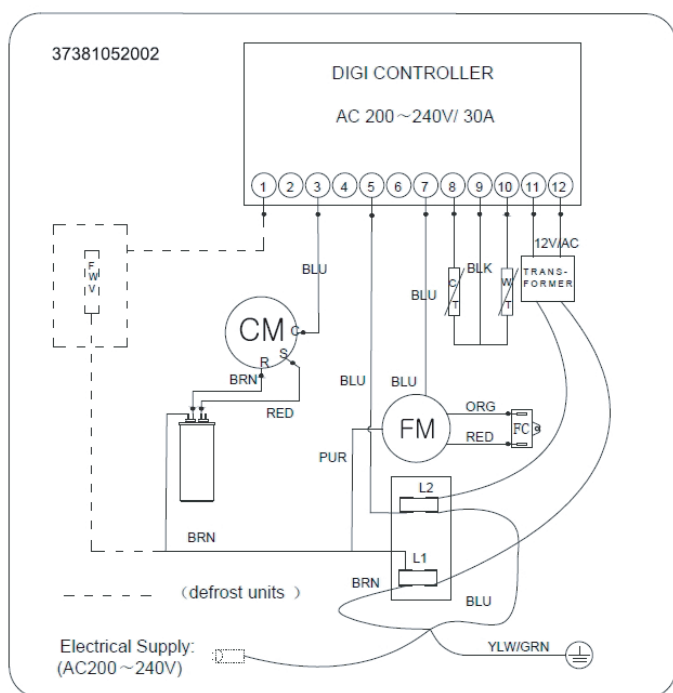 37381052002
DIGI CONTROLLER
AC 200～240V/ 30A
1 2 3 4 5 6 7 8 9 10 11 12
12V/AC
F
W
V
BLU
BLU
BLK
C
T
W
T
TRANS-
FORMER
CM
C
S
R
BRN
RED
BLU
BLU
FM
ORG
RED
FC
PUR
L2
BRN
L1
BRN
BLU
（defrost units ）
Electrical Supply:
(AC200～240V)
YLW/GRN